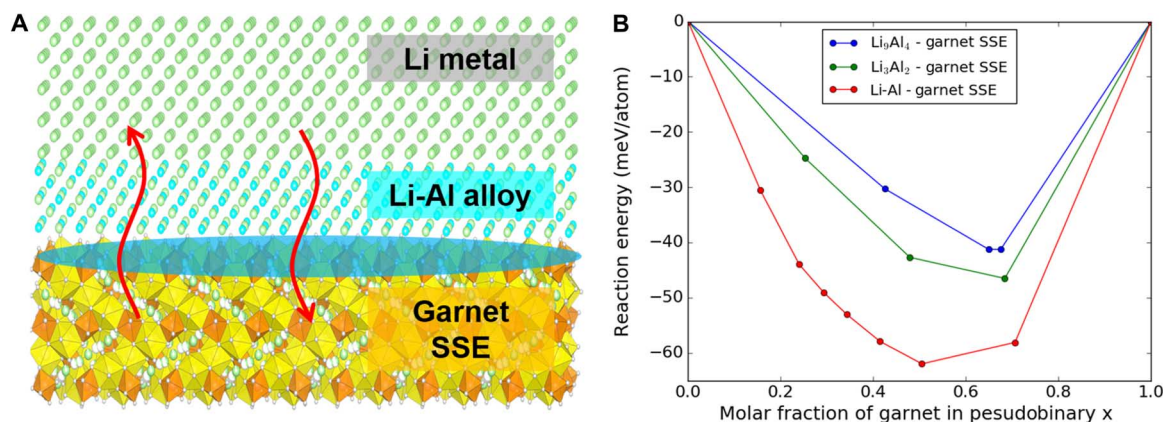 A
Li metal
Li-Al alloy
Garnet
SSE
B
Reaction energy (meV/atom)
0
−10
−20
−30
−40
−50
−60
Li₉Al₄ - garnet SSE
Li₃Al₂ - garnet SSE
Li-Al - garnet SSE
0.0 0.2 0.4 0.6 0.8 1.0
Molar fraction of garnet in pesudobinary x